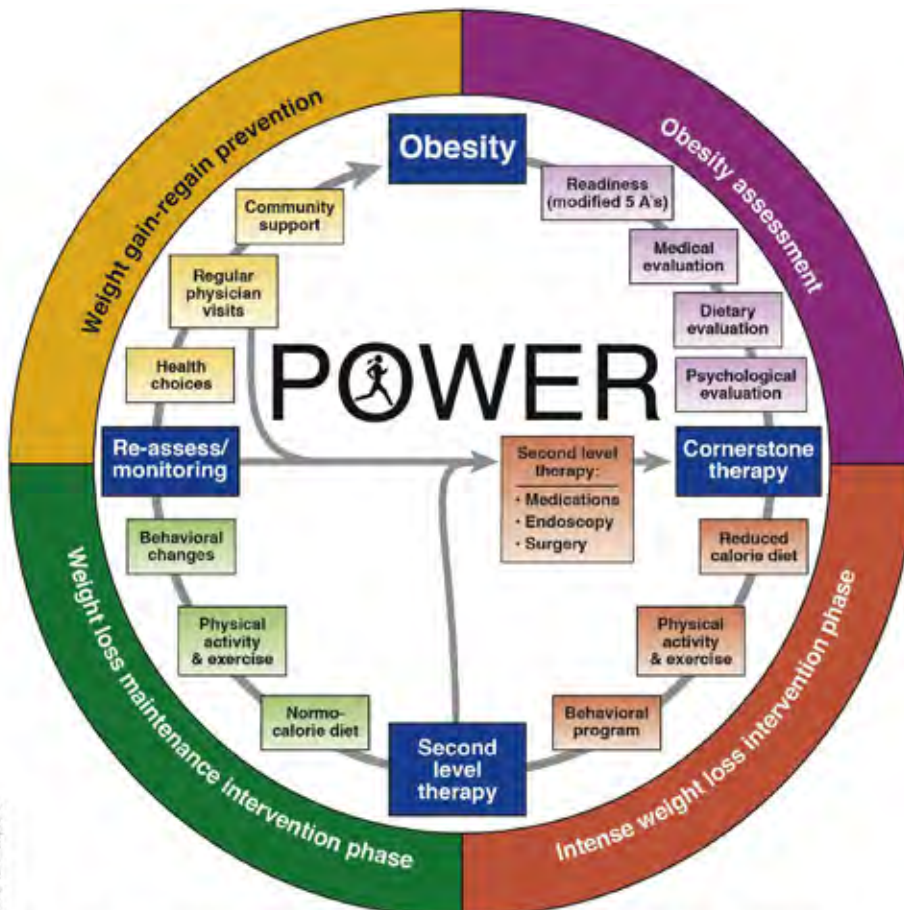 Weight gain-regain prevention
Obesity assessment
Obesity
Readiness
(modified 5 A's)
Medical
evaluation
Dietary
evaluation
Psychological
evaluation
Community
support
Regular
physician
visits
Health
choices
POWER
Re-assess/
monitoring
Second level
therapy:
• Medications
• Endoscopy
• Surgery
Cornerstone
therapy
Behavioral
changes
Physical
activity
& exercise
Normo-
calorie diet
Second
level
therapy
Reduced
calorie diet
Physical
activity
& exercise
Behavioral
program
Weight loss maintenance intervention phase
Intense weight loss intervention phase